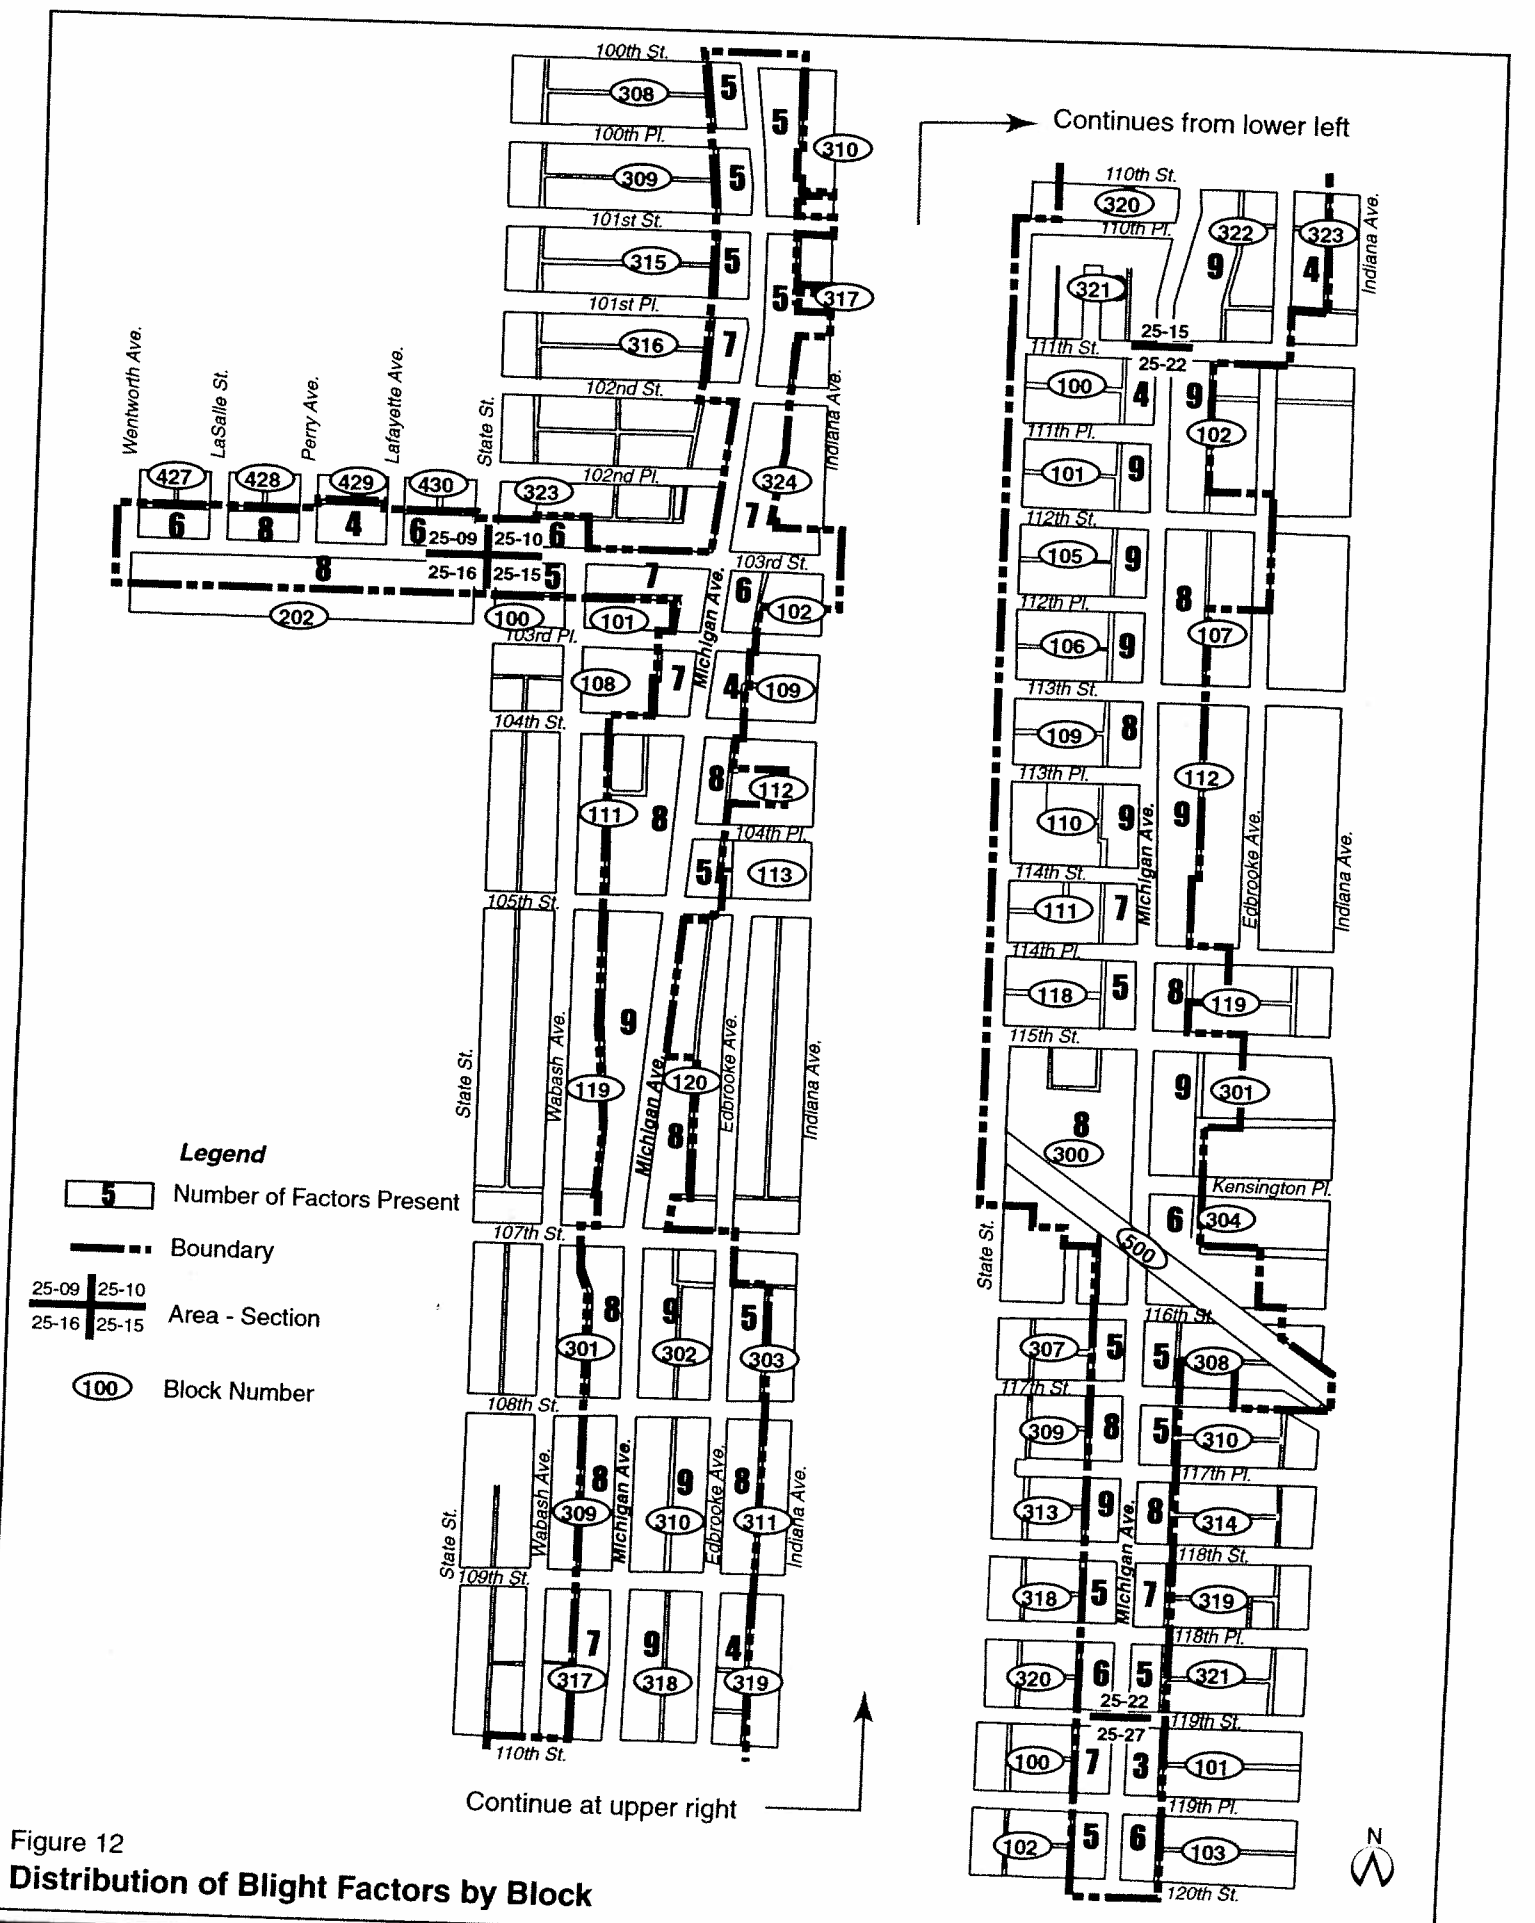 100th St.
5
308
5
Continues from lower left
100th Pl.
310
110th St.
309
5
320
101st St.
110th Pl.
322
323
Indiana Ave.
315
5
9
4
5
317
321
101st Pl.
25-15
316
7
111th St.
25-22
Wentworth Ave.
LaSalle St.
Perry Ave.
Lafayette Ave.
State St.
102nd St.
Indiana Ave.
100
4
9
111th Pl.
102
427
428
429
430
323
102nd Pl.
324
101
9
6
8
4
6
25-09
25-10
6
7
112th St.
8
25-16
25-15
5
7
103rd St.
105
9
202
100
101
Michigan Ave.
6
102
112th Pl.
8
103rd Pl.
106
9
107
108
7
4
109
113th St.
104th St.
109
8
8
112
113th Pl.
112
111
8
104th Pl.
110
9
9
Michigan Ave.
Edbrooke Ave.
Indiana Ave.
5
113
114th St.
105th St.
111
7
114th Pl.
9
118
5
8
119
State St.
Wabash Ave.
Michigan Ave.
Edbrooke Ave.
Indiana Ave.
115th St.
119
120
9
301
8
8
300
Legend
5
Number of Factors Present
Kensington Pl.
107th St.
6
304
Boundary
State St.
500
25-09
25-10
25-16
25-15
Area - Section
8
9
5
116th St.
301
302
303
307
5
5
308
100
Block Number
117th St.
108th St.
309
8
5
310
State St.
Wabash Ave.
8
Michigan Ave.
9
Edbrooke Ave.
8
Indiana Ave.
117th Pl.
309
310
311
313
9
Michigan Ave.
8
314
109th St.
118th St.
318
5
7
319
7
9
4
118th Pl.
317
318
319
320
6
5
321
25-22
119th St.
110th St.
25-27
100
7
3
101
Continue at upper right
119th Pl.
Figure 12
102
5
6
103
N
Distribution of Blight Factors by Block
120th St.